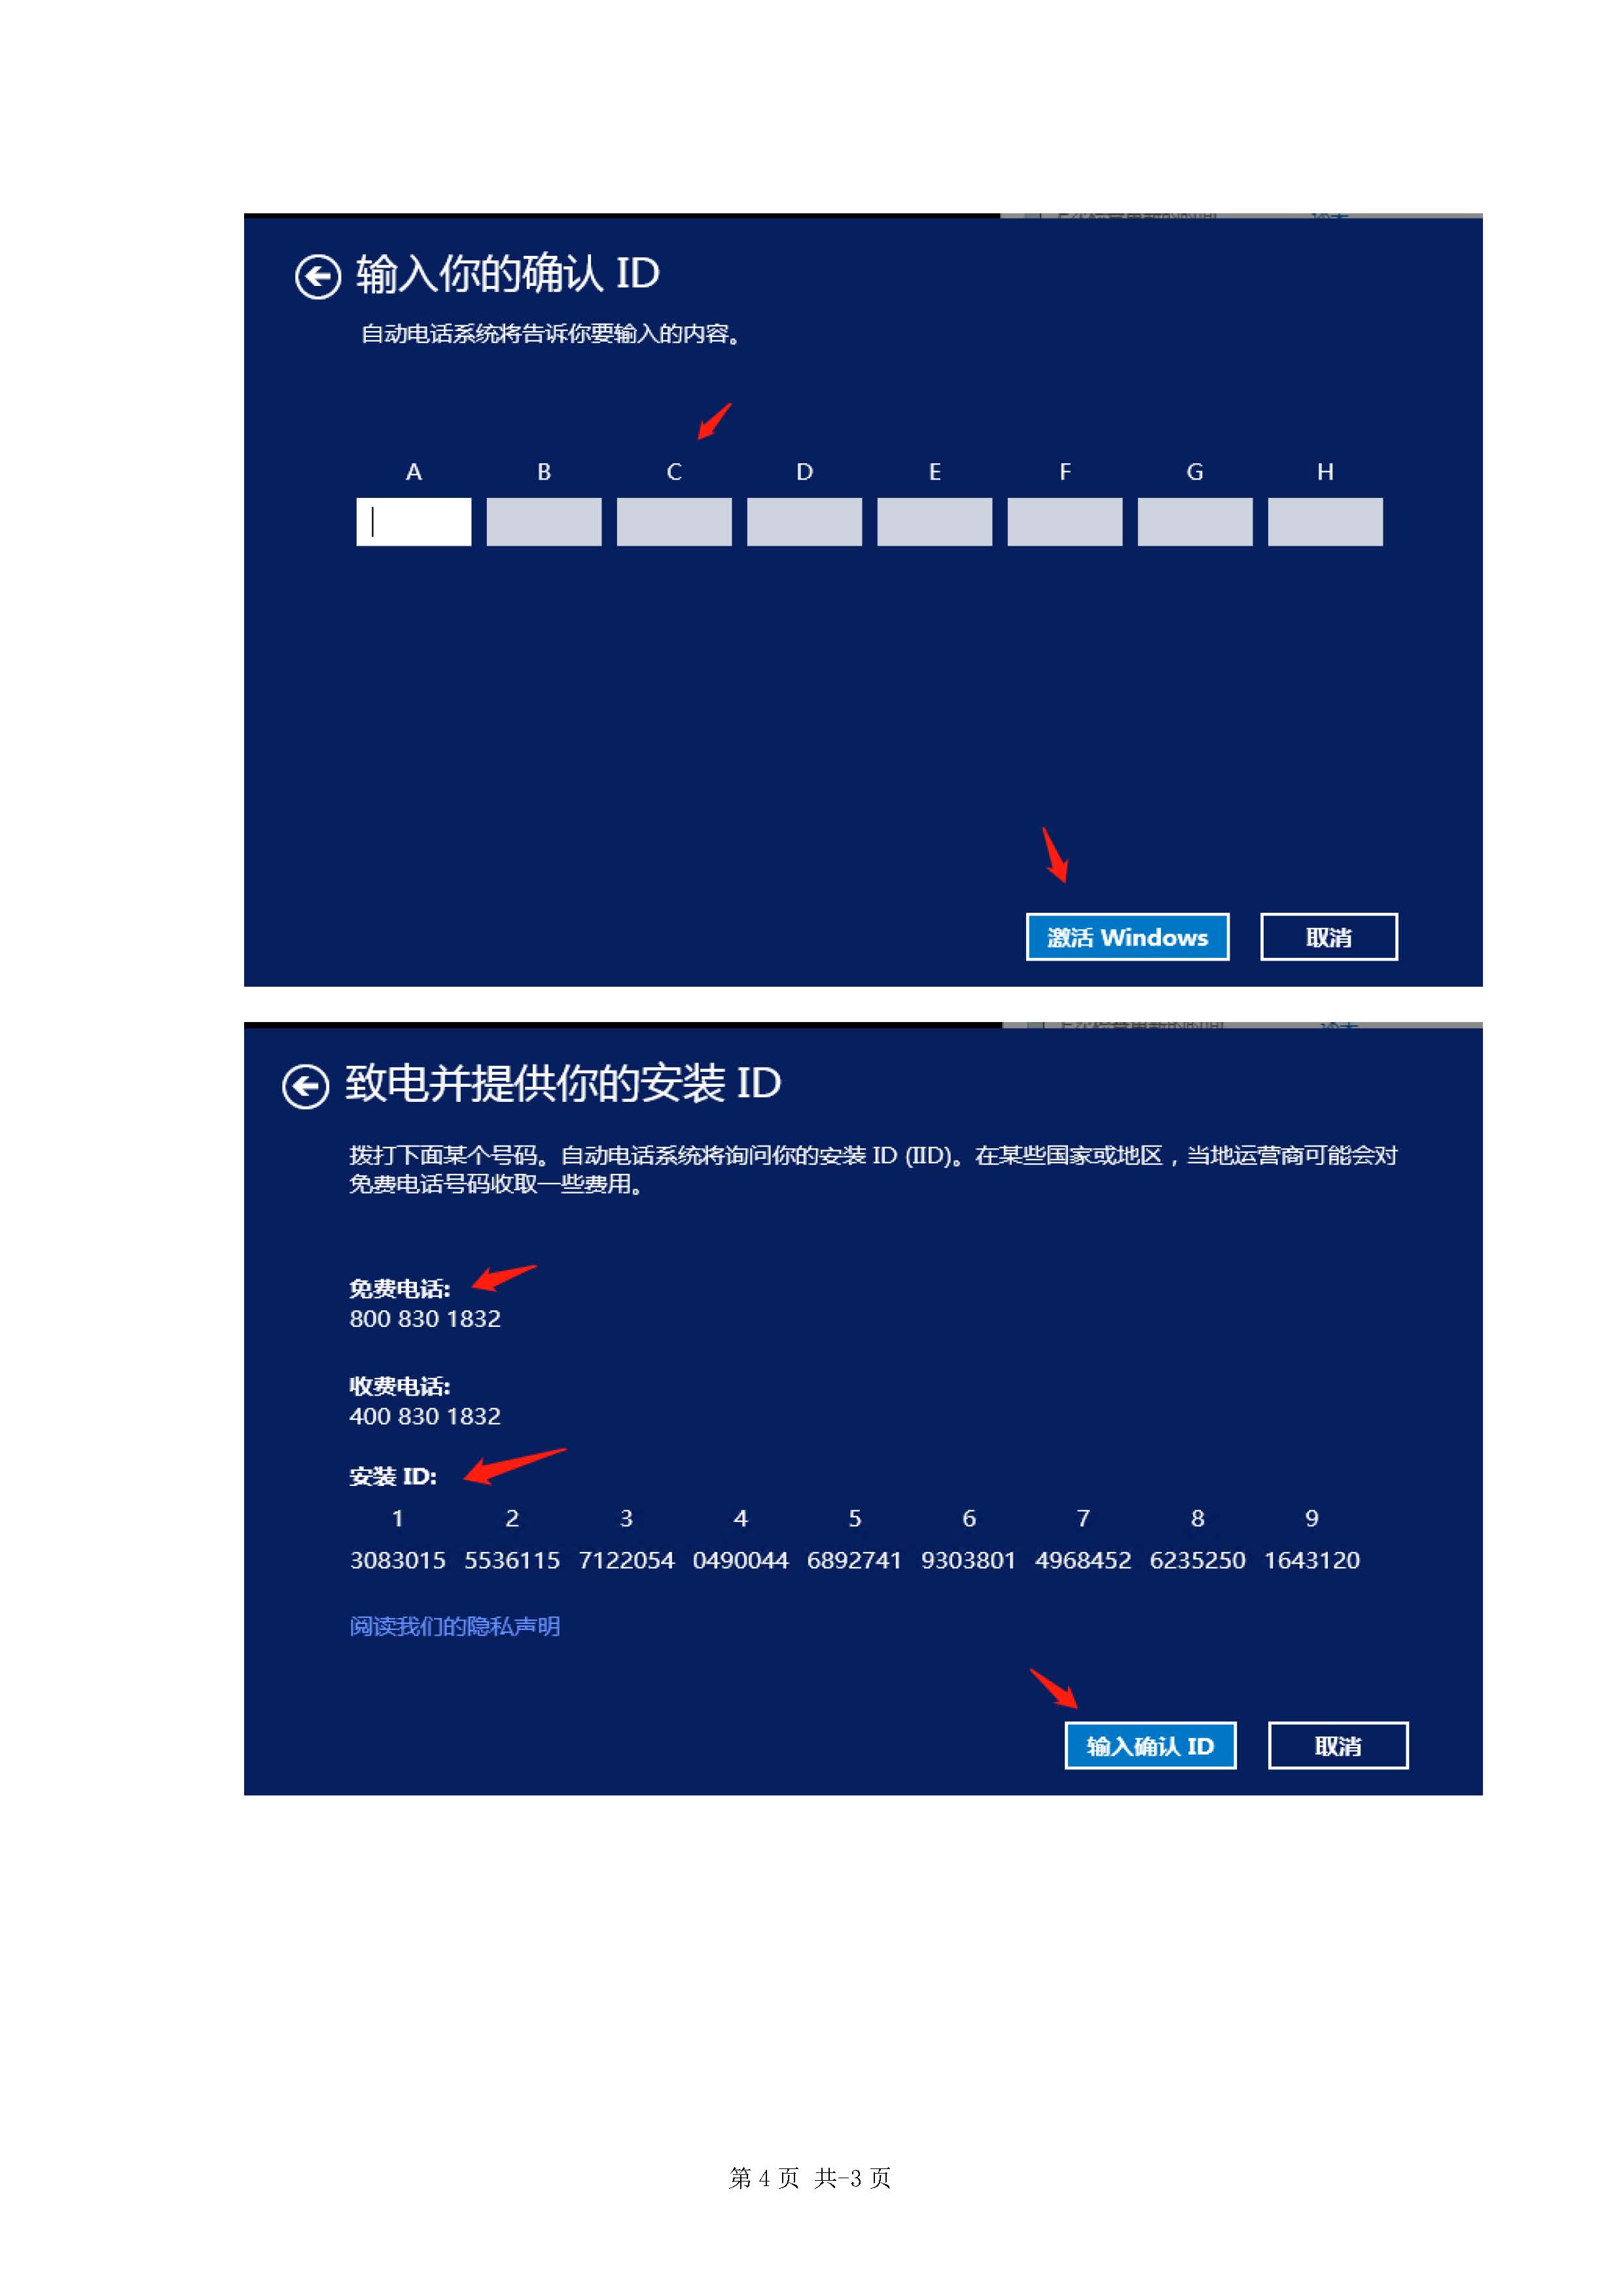 输入你的确认 ID
自动电话系统将告诉你要输入的内容。
A B C D E F G H
激活 Windows 取消
致电并提供你的安装 ID
拨打下面某个号码。自动电话系统将询问你的安装 ID (IID)。在某些国家或地区，当地运营商可能会对
免费电话号码收取一些费用。
免费电话:
800 830 1832
收费电话:
400 830 1832
安装 ID:
1 2 3 4 5 6 7 8 9
3083015 5536115 7122054 0490044 6892741 9303801 4968452 6235250 1643120
阅读我们的隐私声明
输入确认 ID 取消
第 4 页 共-3 页